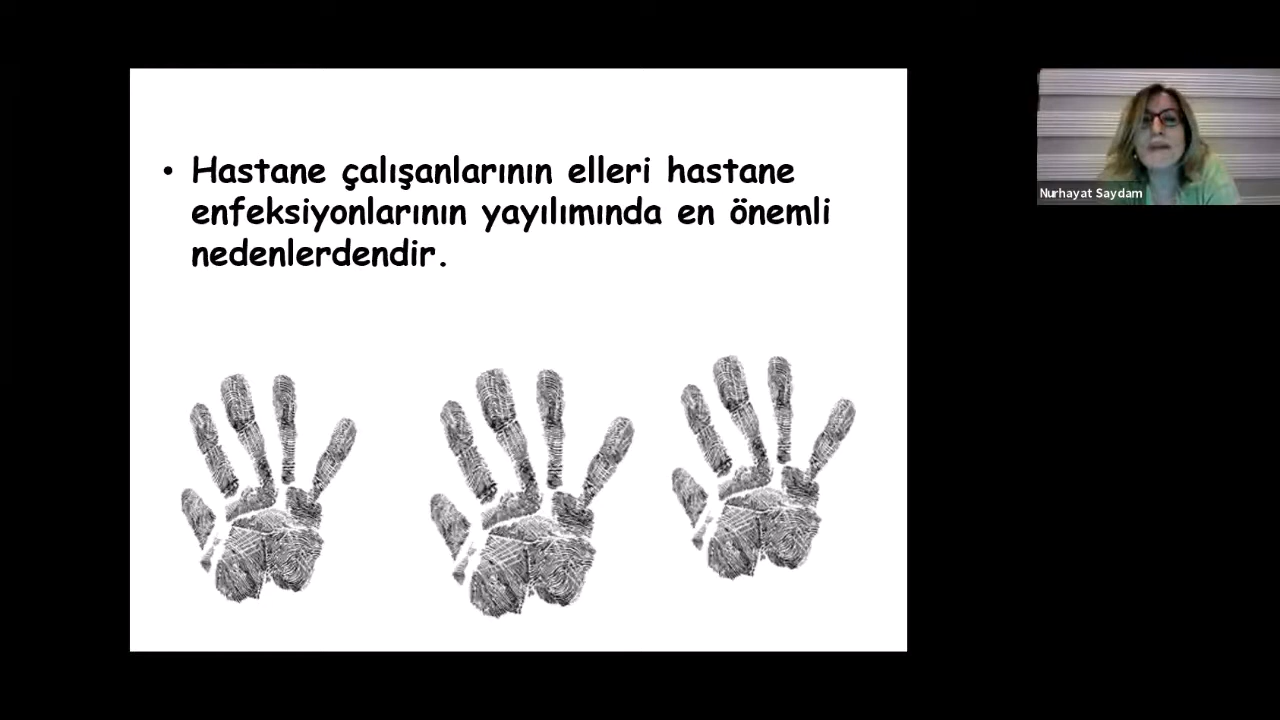 • Hastane çalışanlarının elleri hastane
enfeksiyonlarının yayılımında en önemli
nedenlerdendir.
Nurhayat Saydam